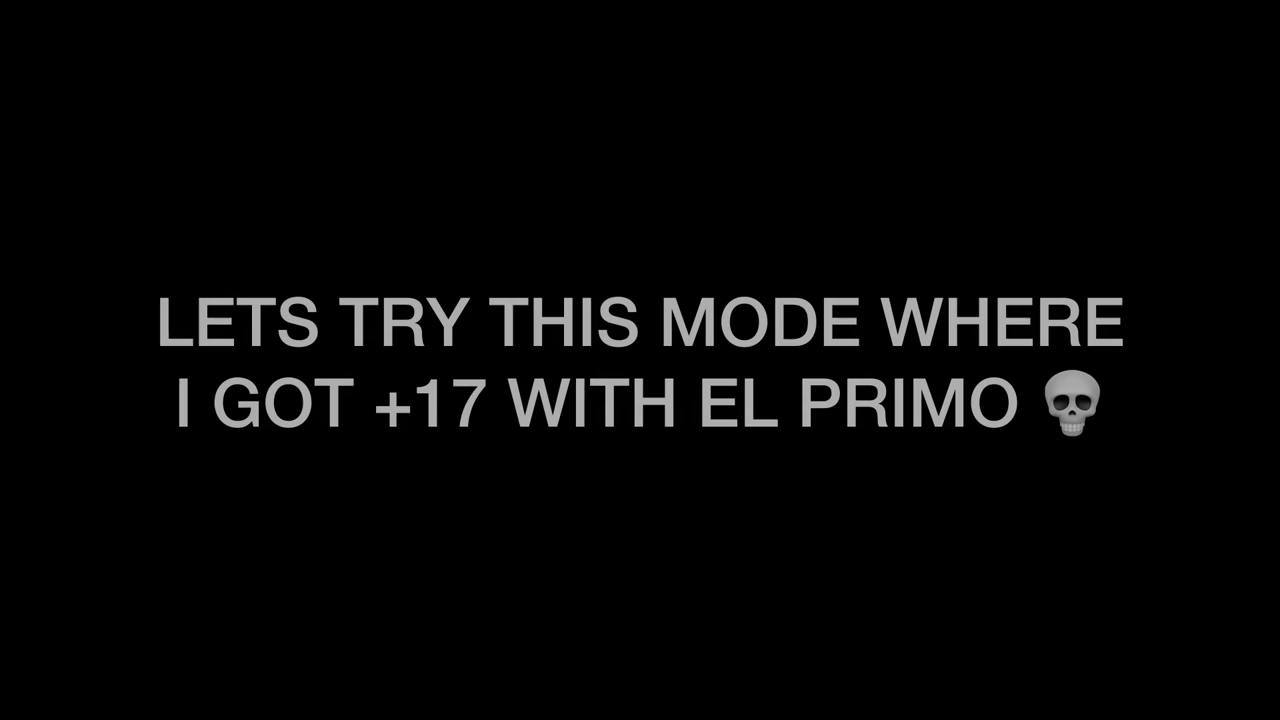 LETS TRY THIS MODE WHERE
I GOT +17 WITH EL PRIMO 💀